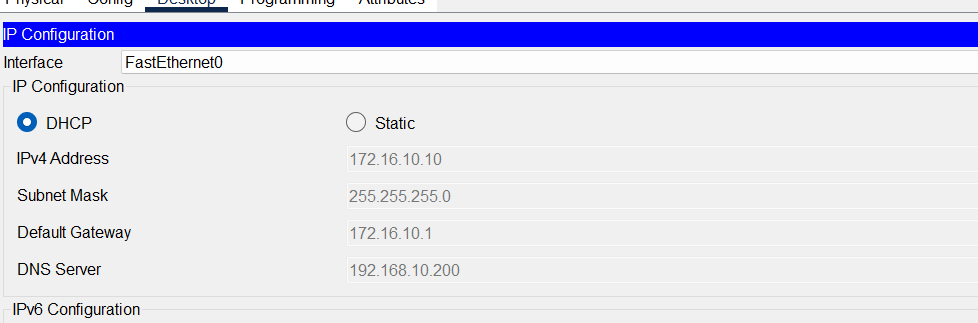 Physical Config Desktop Programming Attributes
IP Configuration
Interface FastEthernet0
IP Configuration
DHCP Static
IPv4 Address 172.16.10.10
Subnet Mask 255.255.255.0
Default Gateway 172.16.10.1
DNS Server 192.168.10.200
IPv6 Configuration